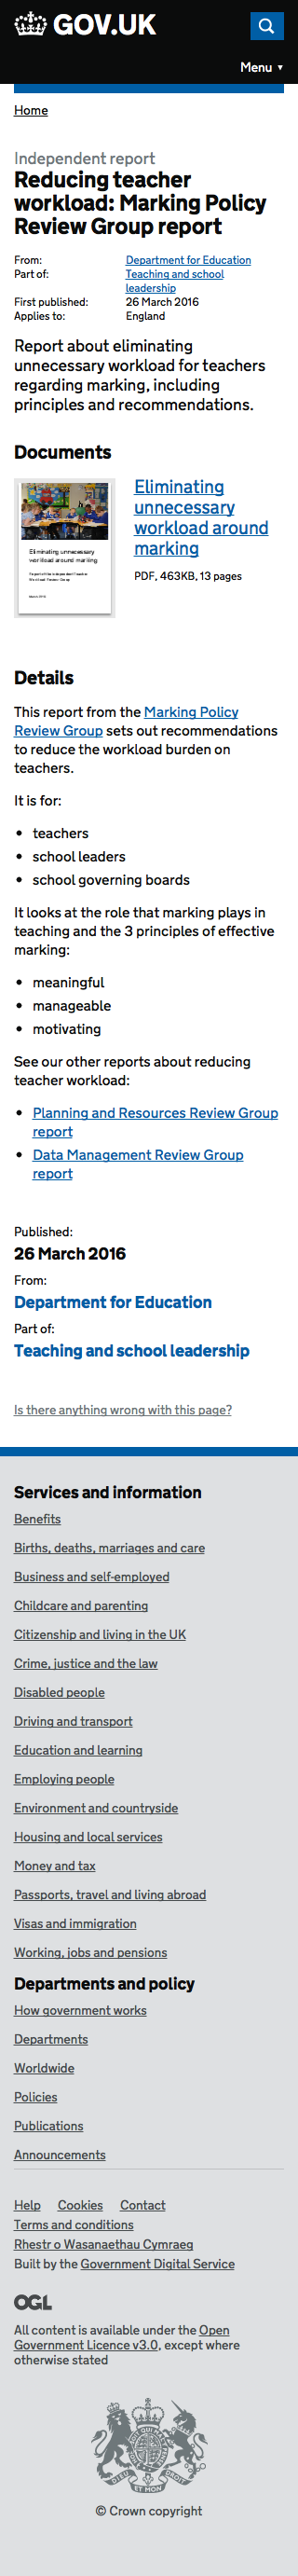 GOV.UK
Menu ▼
Home
Independent report
Reducing teacher
workload: Marking Policy
Review Group report
From: Department for Education
Part of: Teaching and school
leadership
First published: 26 March 2016
Applies to: England
Report about eliminating
unnecessary workload for teachers
regarding marking, including
principles and recommendations.
Documents
Eliminating unnecessary
workload around marking
March 2016
Eliminating
unnecessary
workload around
marking
PDF, 463KB, 13 pages
Details
This report from the Marking Policy
Review Group sets out recommendations
to reduce the workload burden on
teachers.
It is for:
• teachers
• school leaders
• school governing boards
It looks at the role that marking plays in
teaching and the 3 principles of effective
marking:
• meaningful
• manageable
• motivating
See our other reports about reducing
teacher workload:
• Planning and Resources Review Group
report
• Data Management Review Group
report
Published:
26 March 2016
From:
Department for Education
Part of:
Teaching and school leadership
Is there anything wrong with this page?
Services and information
Benefits
Births, deaths, marriages and care
Business and self-employed
Childcare and parenting
Citizenship and living in the UK
Crime, justice and the law
Disabled people
Driving and transport
Education and learning
Employing people
Environment and countryside
Housing and local services
Money and tax
Passports, travel and living abroad
Visas and immigration
Working, jobs and pensions
Departments and policy
How government works
Departments
Worldwide
Policies
Publications
Announcements
Help Cookies Contact
Terms and conditions
Rhestr o Wasanaethau Cymraeg
Built by the Government Digital Service
OGL
All content is available under the Open
Government Licence v3.0, except where
otherwise stated
© Crown copyright